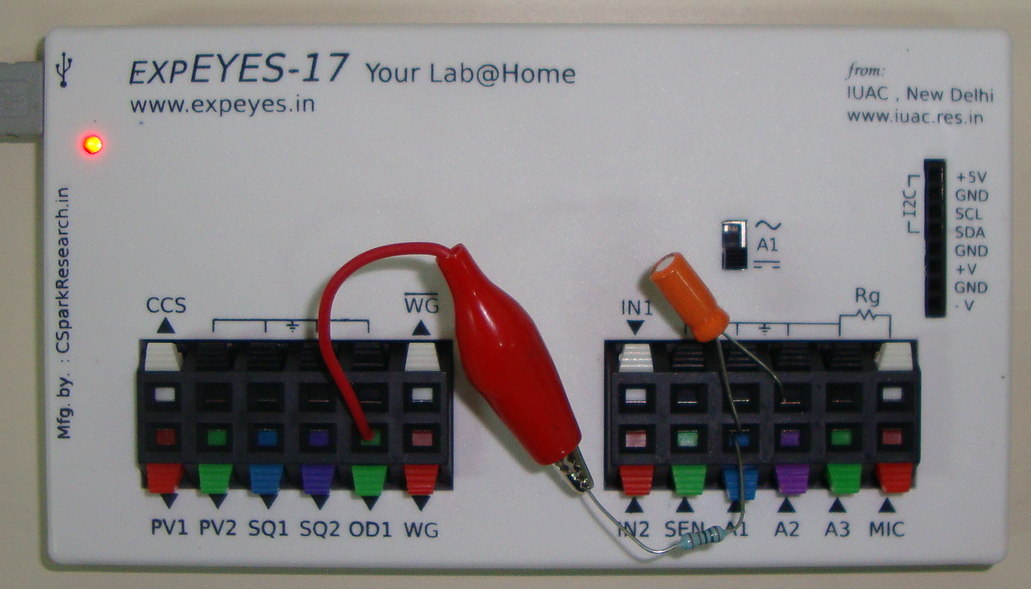 EXPEYES-17 Your Lab@Home
www.expeyes.in
from:
IUAC , New Delhi
www.iuac.res.in
Mfg. by. : CSparkResearch.in
I2C
+5V
GND
SCL
SDA
GND
+V
GND
- V
A1
CCS
WG
IN1
Rg
PV1 PV2 SQ1 SQ2 OD1 WG
IN2 SEN A1 A2 A3 MIC